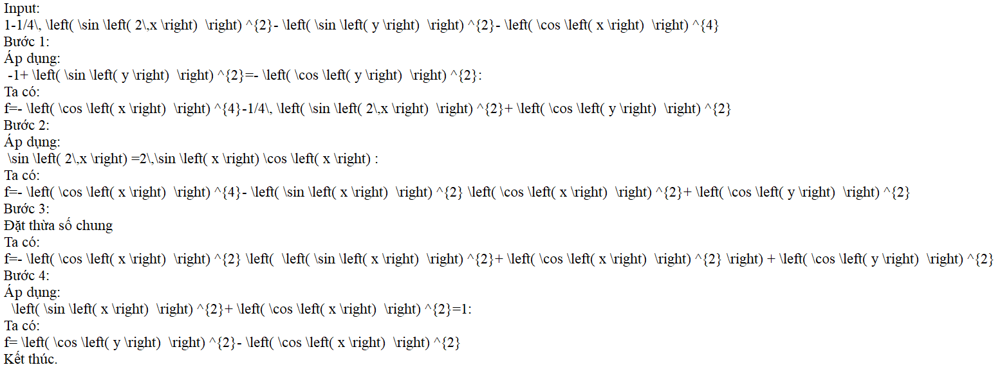 Input:
1-1/4\, \left( \sin \left( 2\,x \right)  \right) ^{2}- \left( \sin \left( y \right)  \right) ^{2}- \left( \cos \left( x \right)  \right) ^{4}
Bước 1:
Áp dụng:
-1+ \left( \sin \left( y \right)  \right) ^{2}=- \left( \cos \left( y \right)  \right) ^{2}:
Ta có:
f=- \left( \cos \left( x \right)  \right) ^{4}-1/4\, \left( \sin \left( 2\,x \right)  \right) ^{2}+ \left( \cos \left( y \right)  \right) ^{2}
Bước 2:
Áp dụng:
\sin \left( 2\,x \right) =2\,\sin \left( x \right) \cos \left( x \right) :
Ta có:
f=- \left( \cos \left( x \right)  \right) ^{4}- \left( \sin \left( x \right)  \right) ^{2} \left( \cos \left( x \right)  \right) ^{2}+ \left( \cos \left( y \right)  \right) ^{2}
Bước 3:
Đặt thừa số chung
Ta có:
f=- \left( \cos \left( x \right)  \right) ^{2} \left(  \left( \sin \left( x \right)  \right) ^{2}+ \left( \cos \left( x \right)  \right) ^{2} \right) + \left( \cos \left( y \right)  \right) ^{2}
Bước 4:
Áp dụng:
\left( \sin \left( x \right)  \right) ^{2}+ \left( \cos \left( x \right)  \right) ^{2}=1:
Ta có:
f= \left( \cos \left( y \right)  \right) ^{2}- \left( \cos \left( x \right)  \right) ^{2}
Kết thúc.